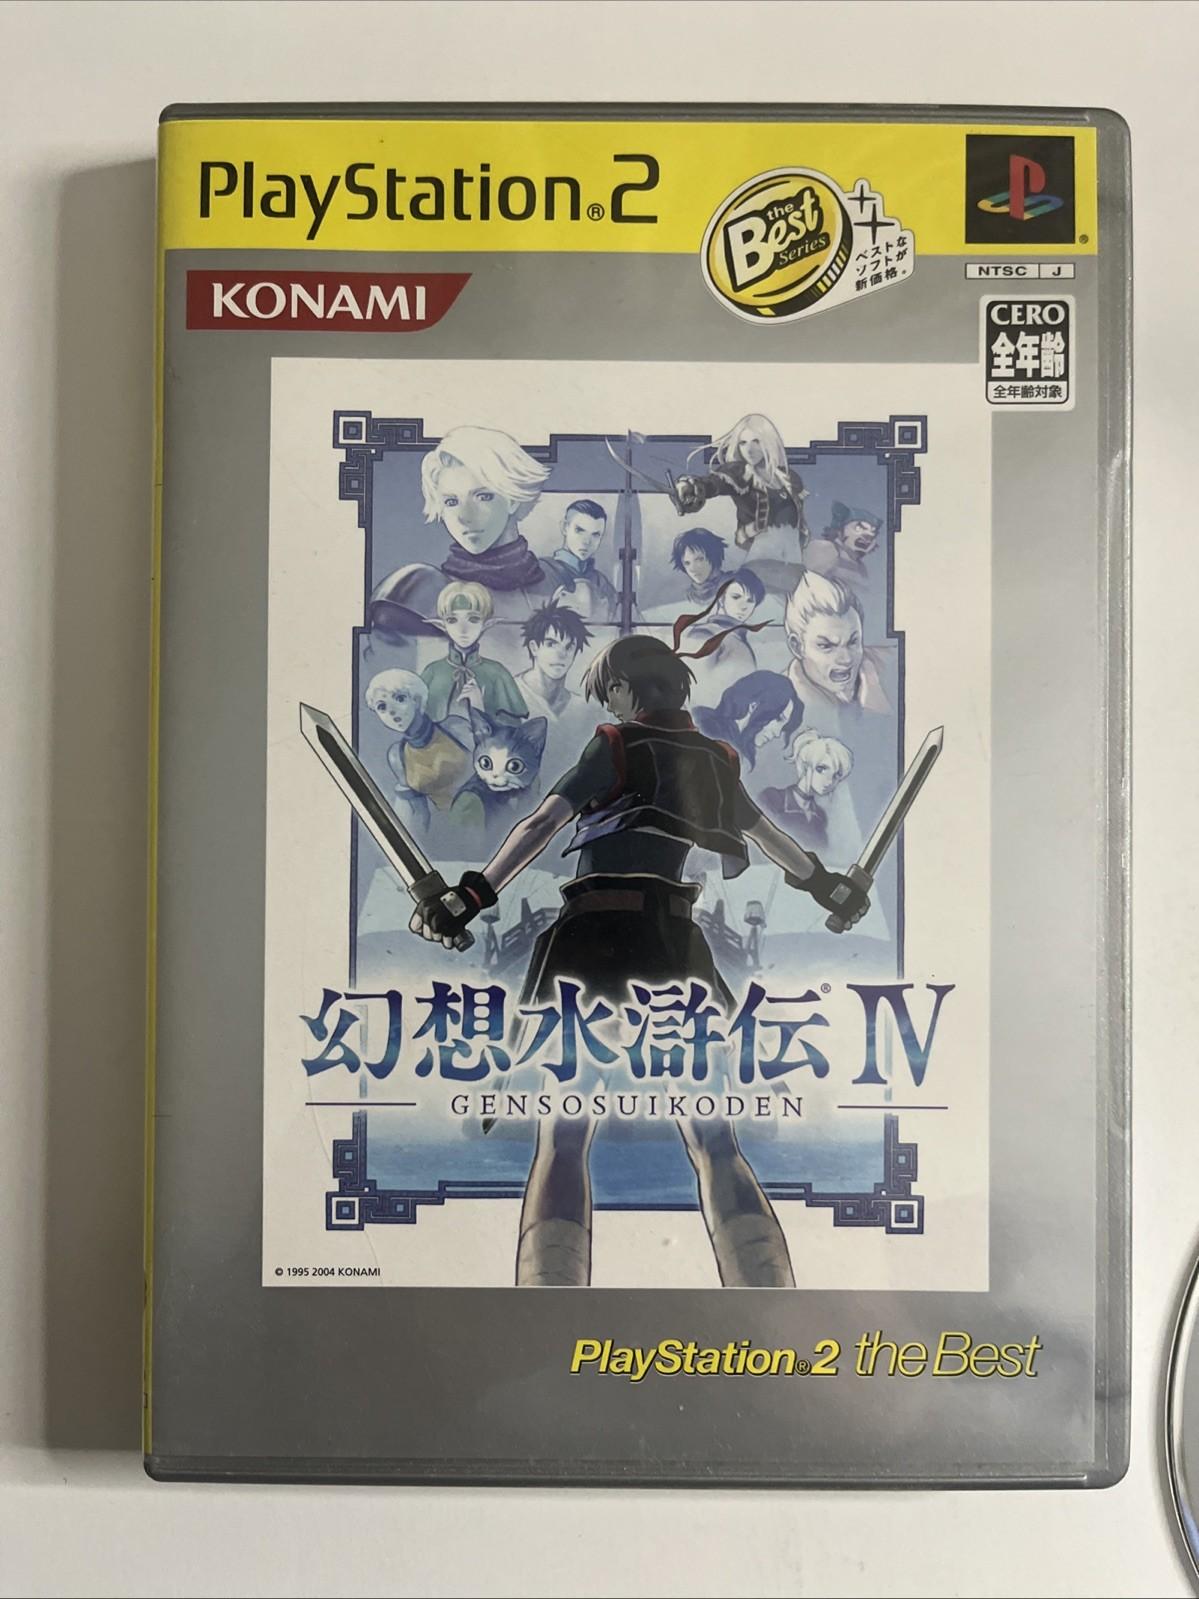 PlayStation®2
the
Best
Series
ベストな
ソフトが
新価格。
®
NTSC J
KONAMI
CERO
全年齢
全年齢対象
幻想水滸伝® IV
GENSOSUIKODEN
© 1995 2004 KONAMI
PlayStation®2 the Best